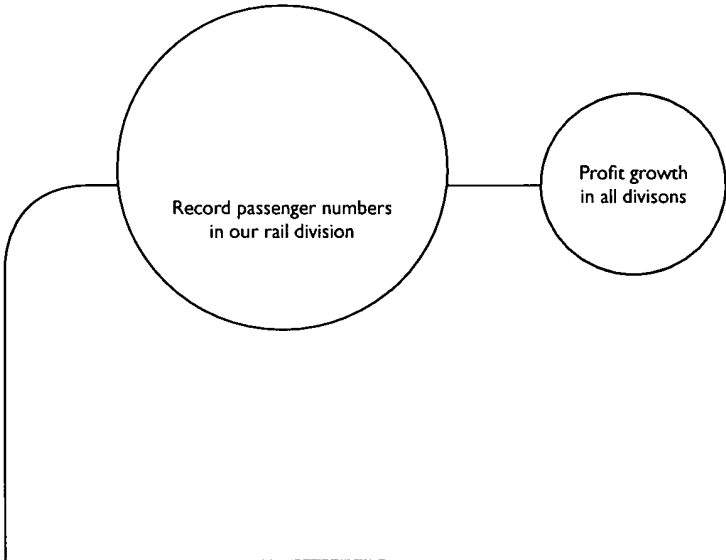 Record passenger numbers
in our rail division
Profit growth
in all divisons